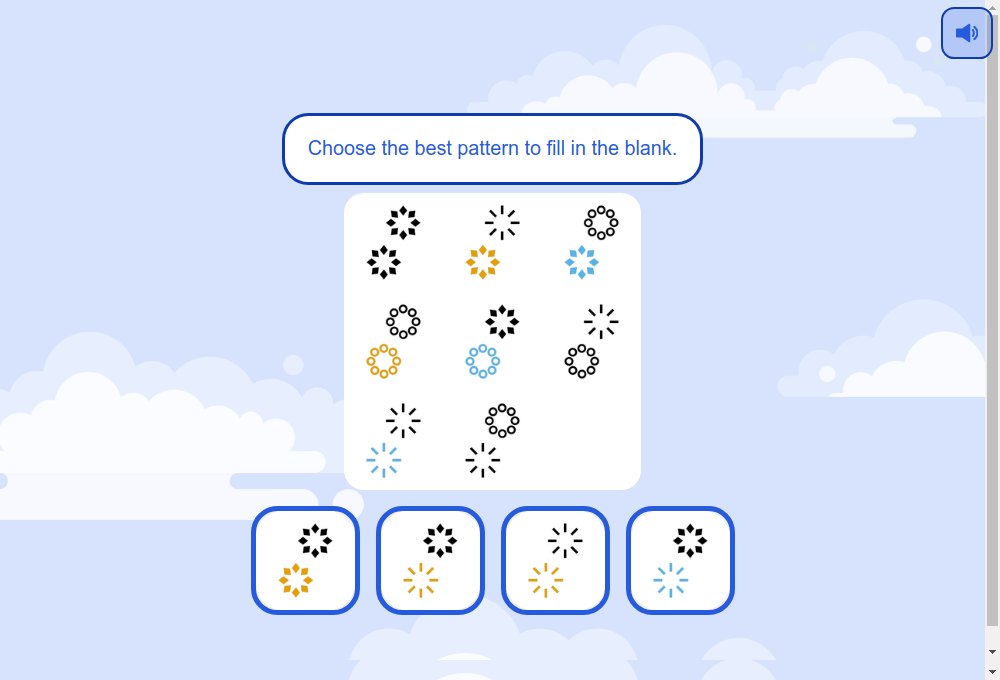 Choose the best pattern to fill in the blank.